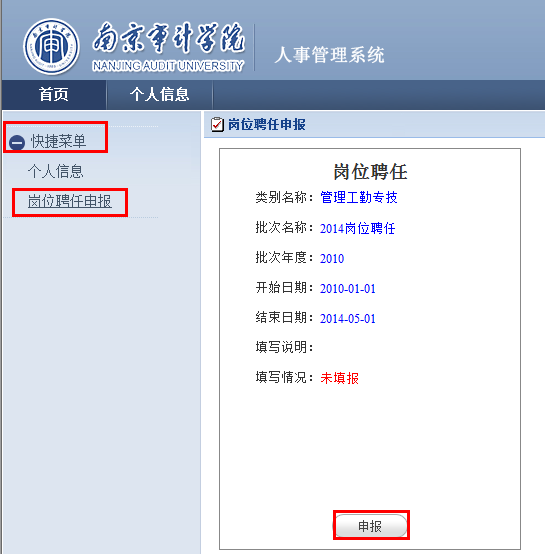 南京审计学院
NANJING AUDIT UNIVERSITY
人事管理系统
首页 个人信息
快捷菜单
个人信息
岗位聘任申报
岗位聘任申报
岗位聘任
类别名称：管理工勤专技
批次名称：2014岗位聘任
批次年度：2010
开始日期：2010-01-01
结束日期：2014-05-01
填写说明：
填写情况：未填报
申报